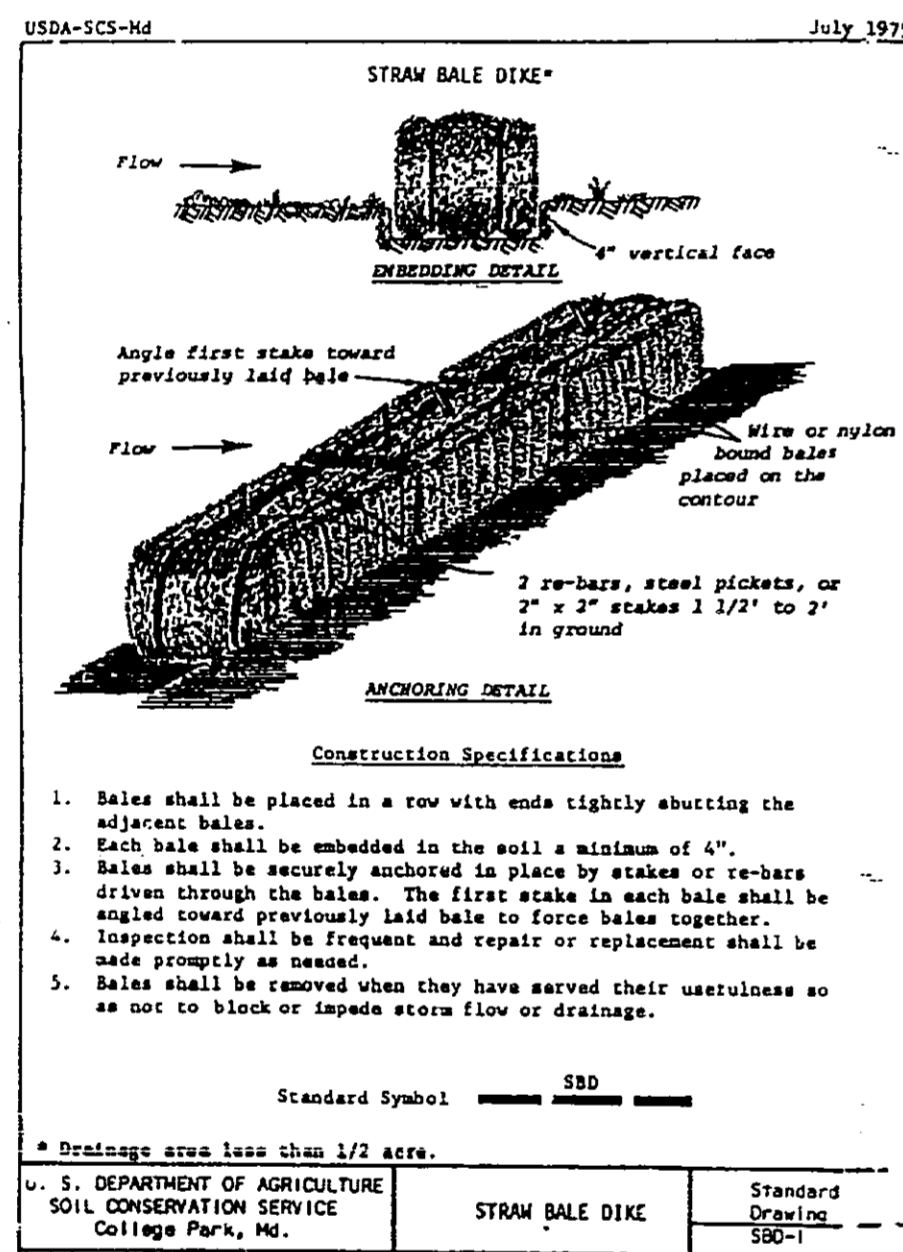 USDA-SCS-Md July 1975
STRAW BALE DIKE*
Flow
4" vertical face
EMBEDDING DETAIL
Angle first stake toward
previously laid bale
Flow
Wire or nylon
bound bales
placed on the
contour
2 re-bars, steel pickets, or
2" x 2" stakes 1 1/2' to 2'
in ground
ANCHORING DETAIL
Construction Specifications
1. Bales shall be placed in a row with ends tightly abutting the
adjacent bales.
2. Each bale shall be embedded in the soil a minimum of 4".
3. Bales shall be securely anchored in place by stakes or re-bars
driven through the bales. The first stake in each bale shall be
angled toward previously laid bale to force bales together.
4. Inspection shall be frequent and repair or replacement shall be
made promptly as needed.
5. Bales shall be removed when they have served their usefulness so
as not to block or impede storm flow or drainage.
SBD
Standard Symbol
* Drainage area less than 1/2 acre.
U. S. DEPARTMENT OF AGRICULTURE
SOIL CONSERVATION SERVICE
College Park, Md.
STRAW BALE DIKE
Standard
Drawing
SBD-1